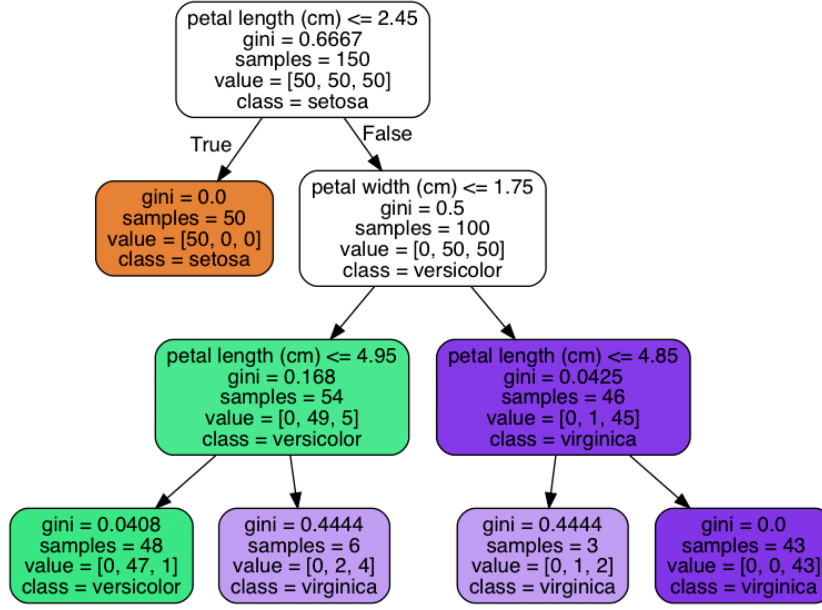 petal length (cm) <= 2.45
gini = 0.6667
samples = 150
value = [50, 50, 50]
class = setosa
True
False
gini = 0.0
samples = 50
value = [50, 0, 0]
class = setosa
petal width (cm) <= 1.75
gini = 0.5
samples = 100
value = [0, 50, 50]
class = versicolor
petal length (cm) <= 4.95
gini = 0.168
samples = 54
value = [0, 49, 5]
class = versicolor
petal length (cm) <= 4.85
gini = 0.0425
samples = 46
value = [0, 1, 45]
class = virginica
gini = 0.0408
samples = 48
value = [0, 47, 1]
class = versicolor
gini = 0.4444
samples = 6
value = [0, 2, 4]
class = virginica
gini = 0.4444
samples = 3
value = [0, 1, 2]
class = virginica
gini = 0.0
samples = 43
value = [0, 0, 43]
class = virginica